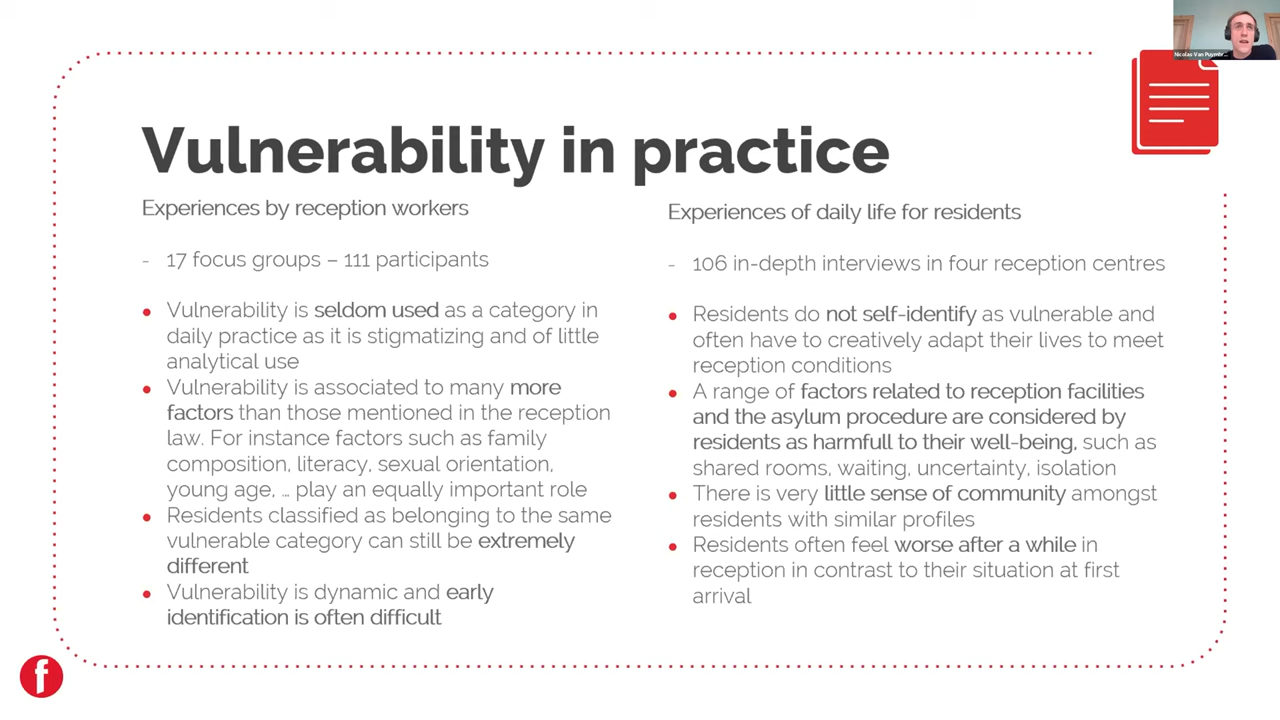 Vulnerability in practice
Experiences by reception workers
- 17 focus groups – 111 participants
• Vulnerability is seldom used as a category in
daily practice as it is stigmatizing and of little
analytical use
• Vulnerability is associated to many more
factors than those mentioned in the reception
law. For instance factors such as family
composition, literacy, sexual orientation,
young age, … play an equally important role
• Residents classified as belonging to the same
vulnerable category can still be extremely
different
• Vulnerability is dynamic and early
identification is often difficult
Experiences of daily life for residents
- 106 in-depth interviews in four reception centres
• Residents do not self-identify as vulnerable and
often have to creatively adapt their lives to meet
reception conditions
• A range of factors related to reception facilities
and the asylum procedure are considered by
residents as harmfull to their well-being, such as
shared rooms, waiting, uncertainty, isolation
• There is very little sense of community amongst
residents with similar profiles
• Residents often feel worse after a while in
reception in contrast to their situation at first
arrival
f
Nicolas Van